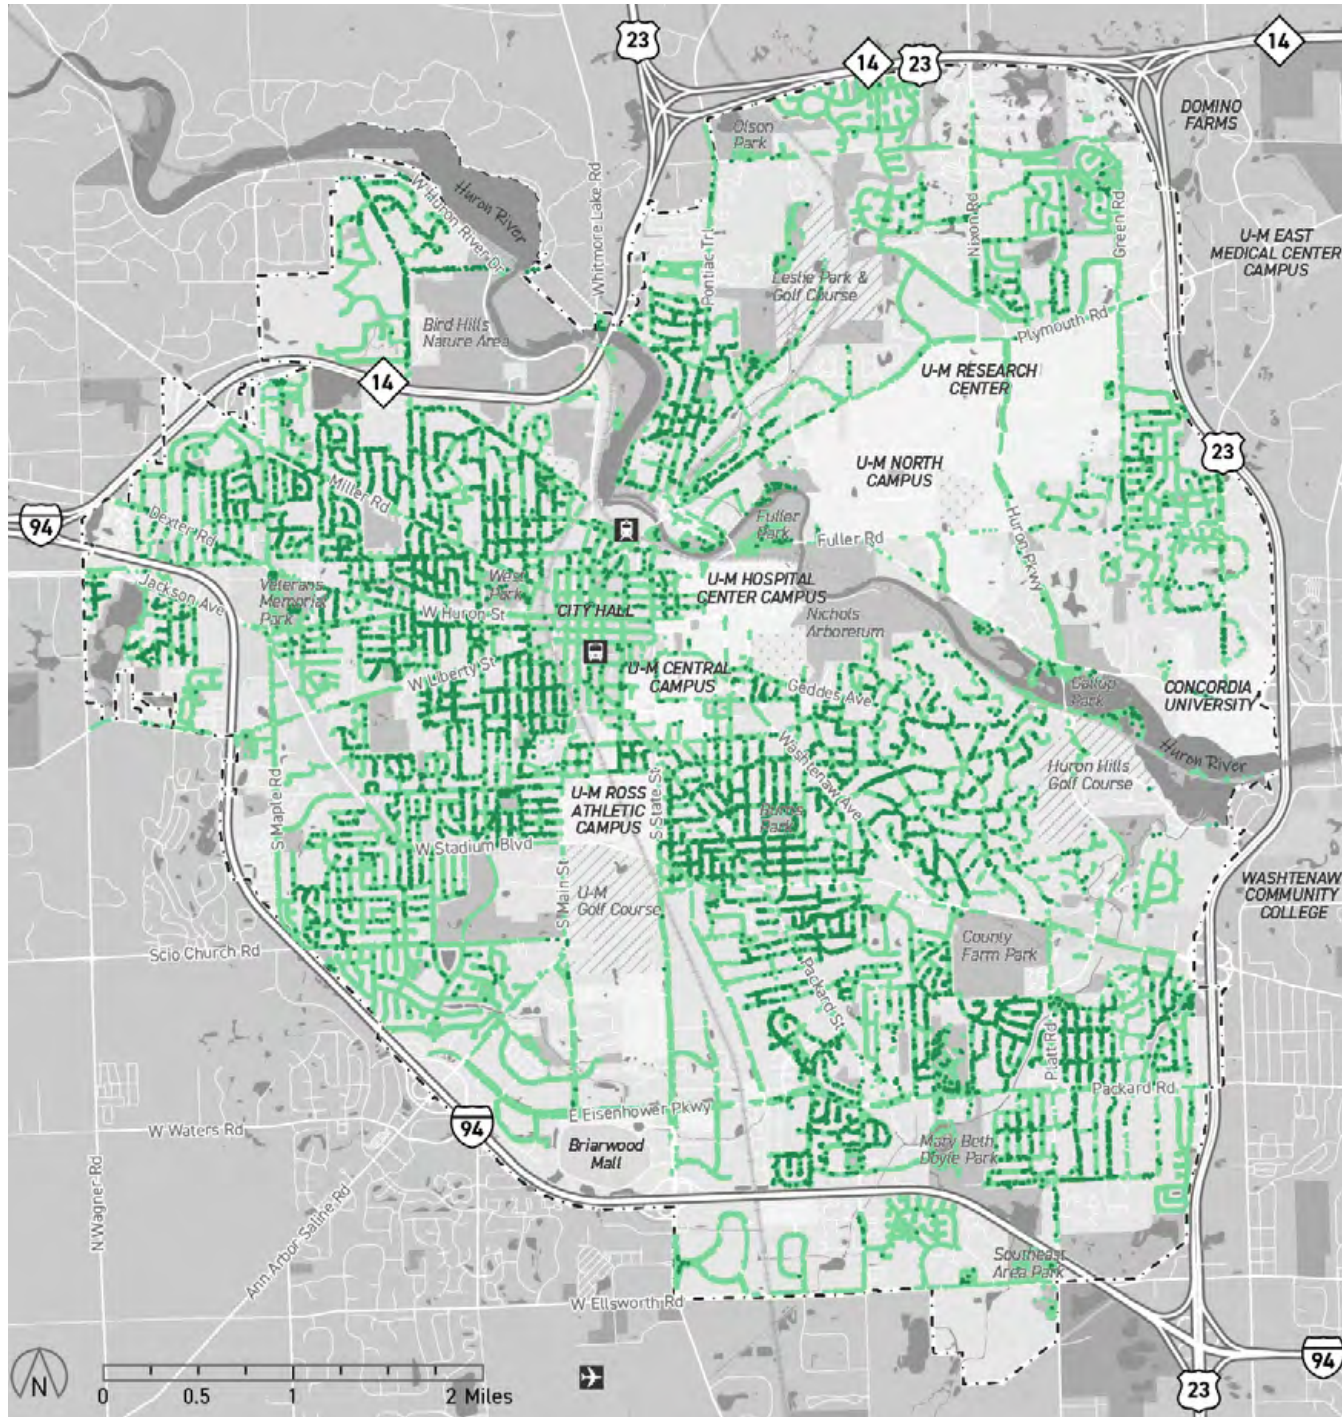 23
14
14
23
DOMINO
FARMS
Olson
Park
Huron River
W Huron River Dr
Whitmore Lake Rd
Pontiac Trl
Nixon Rd
Green Rd
U-M EAST
MEDICAL CENTER
CAMPUS
Leslie Park &
Golf Course
Bird Hills
Nature Area
Plymouth Rd
14
U-M RESEARCH
CENTER
23
U-M NORTH
CAMPUS
Miller Rd
94
Dexter Rd
Fuller
Park
Fuller Rd
Huron Pkwy
Jackson Ave
Veterans
Memorial
Park
West
Park
U-M HOSPITAL
CENTER CAMPUS
W Huron St
CITY HALL
Nichols
Arboretum
W Liberty St
U-M CENTRAL
CAMPUS
Geddes Ave
Gallup
Park
CONCORDIA
UNIVERSITY
Huron River
Washtenaw Ave
Huron Hills
Golf Course
S Maple Rd
U-M ROSS
ATHLETIC
CAMPUS
S State St
Burns
Park
W Stadium Blvd
S Main St
U-M
Golf Course
WASHTENAW
COMMUNITY
COLLEGE
Scio Church Rd
County
Farm Park
Packard St
Platt Rd
Packard Rd
E Eisenhower Pkwy
94
W Waters Rd
Briarwood
Mall
Mary Beth
Doyle Park
N Wagner Rd
Ann Arbor Saline Rd
Southeast
Area Park
W Ellsworth Rd
N
0 0.5 1 2 Miles
94
23